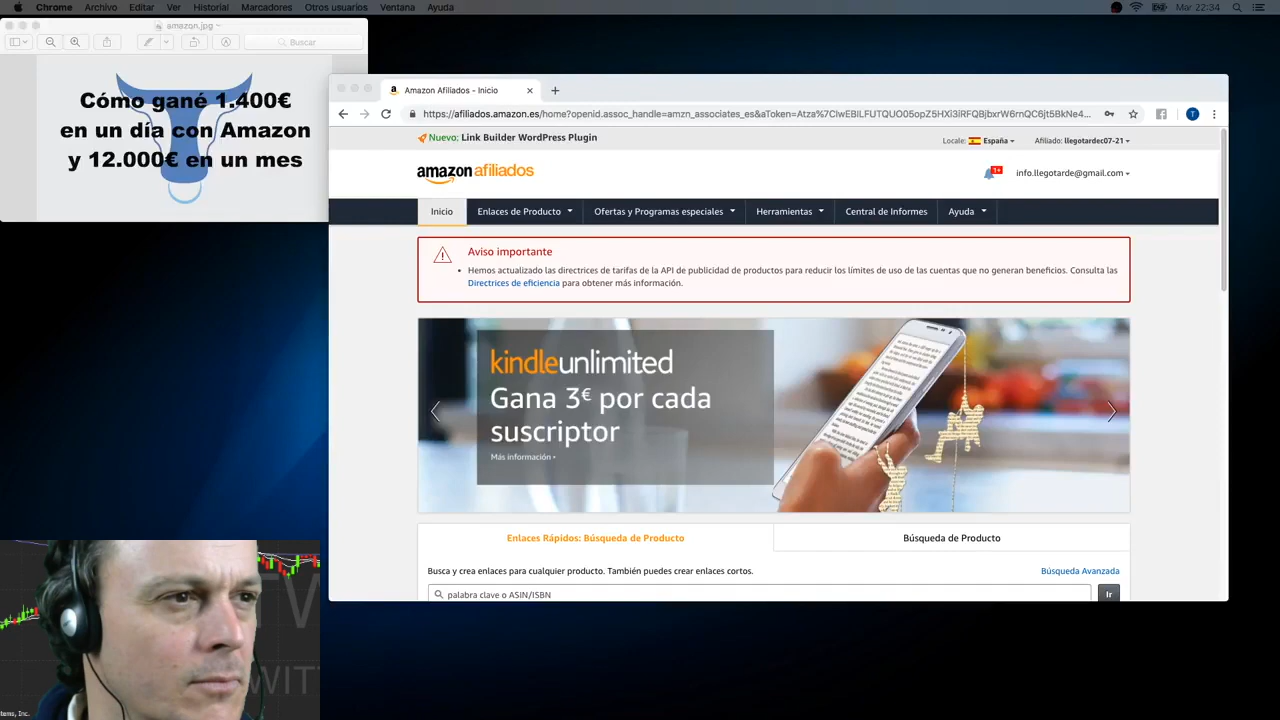 Chrome Archivo Editar Ver Historial Marcadores Otros usuarios Ventana Ayuda
Mar 22:34
amazon.jpg
Buscar
Cómo gané 1.400€
en un día con Amazon
y 12.000€ en un mes
Amazon Afiliados - Inicio
https://afiliados.amazon.es/home?openid.assoc_handle=amzn_associates_es&aToken=Atza%7CIwEBILFUTQUO05opZ5HXi3iRFQBjbxrW6rnQC6jt5BkNe4...
T
Nuevo: Link Builder WordPress Plugin
Locale: España
Afiliado: llegotardec07-21
amazon afiliados
1+
info.llegotarde@gmail.com
Inicio Enlaces de Producto Ofertas y Programas especiales Herramientas Central de Informes Ayuda
Aviso importante
• Hemos actualizado las directrices de tarifas de la API de publicidad de productos para reducir los límites de uso de las cuentas que no generan beneficios. Consulta las
Directrices de eficiencia para obtener más información.
kindleunlimited
Gana 3€ por cada
suscriptor
Más información
Enlaces Rápidos: Búsqueda de Producto
Búsqueda de Producto
Busca y crea enlaces para cualquier producto. También puedes crear enlaces cortos.
Búsqueda Avanzada
palabra clave o ASIN/ISBN
Ir
tems, Inc.